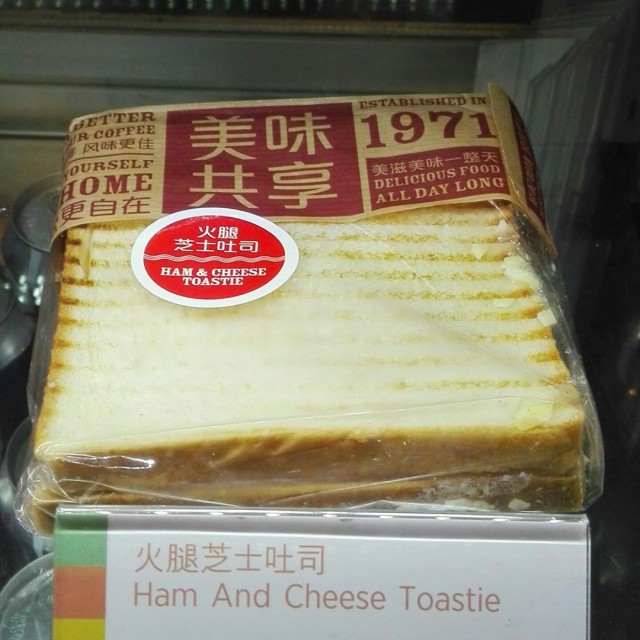 BETTER
UR COFFEE
风味更佳
YOURSELF
HOME
更自在
美味
共享
ESTABLISHED IN
1971
美滋美味一整天
DELICIOUS FOOD
ALL DAY LONG
火腿
芝士吐司
HAM & CHEESE
TOASTIE
火腿芝士吐司
Ham And Cheese Toastie